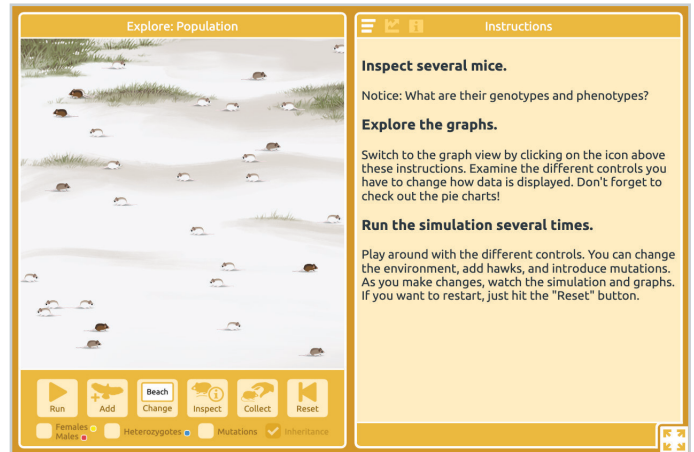 Explore: Population
Instructions
Inspect several mice.
Notice: What are their genotypes and phenotypes?
Explore the graphs.
Switch to the graph view by clicking on the icon above
these instructions. Examine the different controls you
have to change how data is displayed. Don't forget to
check out the pie charts!
Run the simulation several times.
Play around with the different controls. You can change
the environment, add hawks, and introduce mutations.
As you make changes, watch the simulation and graphs.
If you want to restart, just hit the "Reset" button.
Beach
Run
Add
Change
Inspect
Collect
Reset
Females
Males
Heterozygotes
Mutations
Inheritance